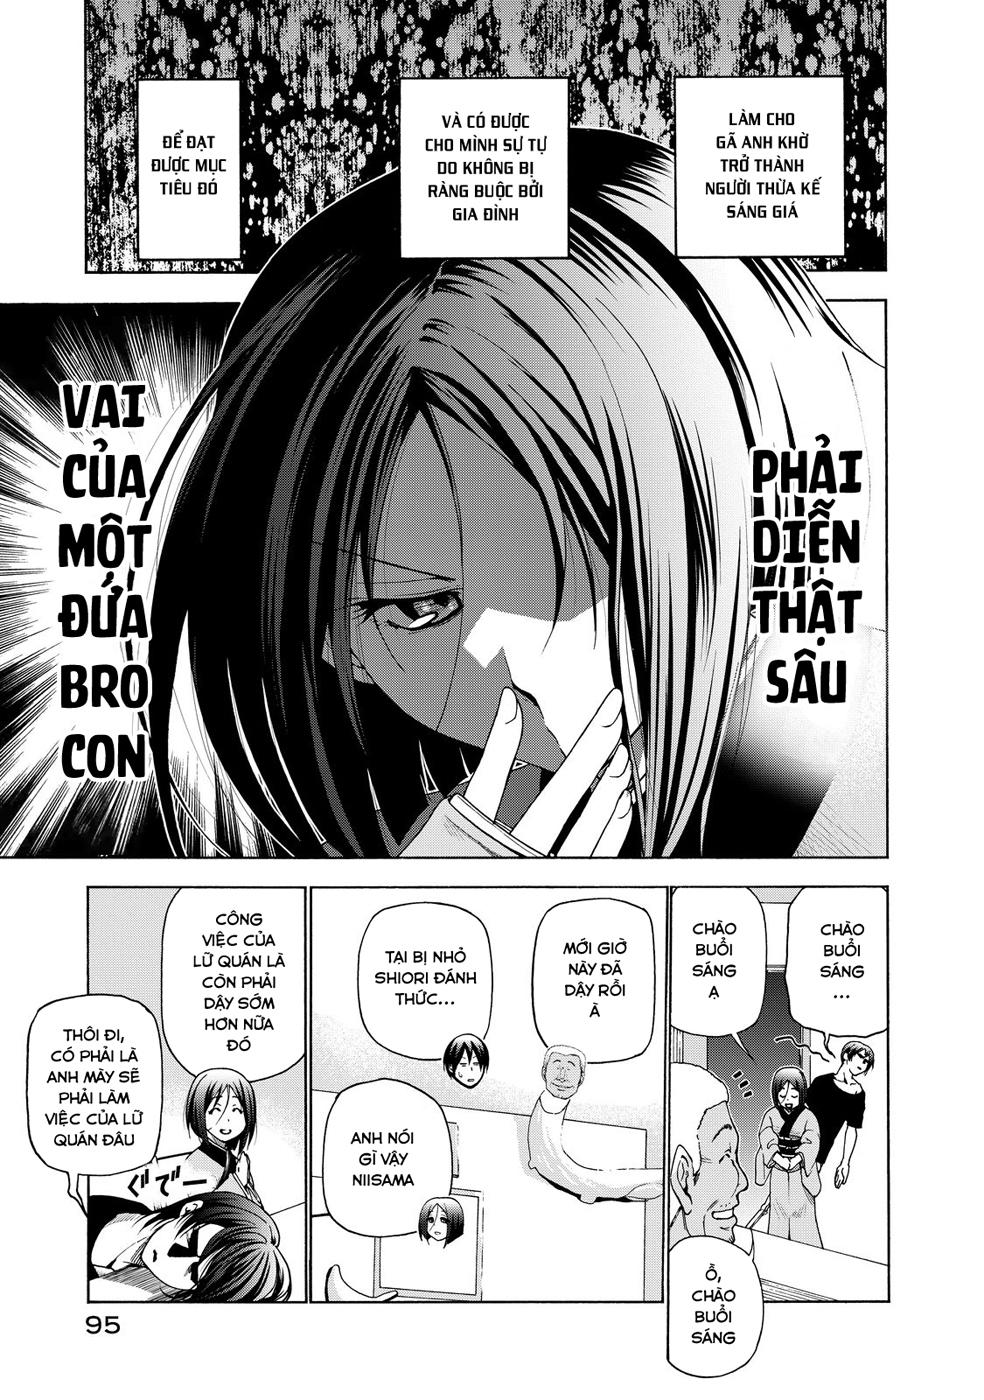 LÀM CHO
GÃ ANH KHỜ
TRỞ THÀNH
NGƯỜI THỪA KẾ
SÁNG GIÁ
VÀ CÓ ĐƯỢC
CHO MÌNH SỰ TỰ
DO KHÔNG BỊ
RÀNG BUỘC BỞI
GIA ĐÌNH
ĐỂ ĐẠT
ĐƯỢC MỤC
TIÊU ĐÓ
PHẢI
DIỄN
THẬT
SÂU
VAI
CỦA
MỘT
ĐỨA
BRO
CON
CHÀO
BUỔI
SÁNG
...
CHÀO
BUỔI
SÁNG
Ạ
Ồ,
CHÀO
BUỔI
SÁNG
MỚI GIỜ
NÀY ĐÃ
DẬY RỒI
À
TẠI BỊ NHỎ
SHIORI ĐÁNH
THỨC...
ANH NÓI
GÌ VẬY
NIISAMA
CÔNG
VIỆC CỦA
LỮ QUÁN LÀ
CÒN PHẢI
DẬY SỚM
HƠN NỮA
ĐÓ
THÔI ĐI,
CÓ PHẢI LÀ
ANH MÀY SẼ
PHẢI LÀM
VIỆC CỦA LỮ
QUÁN ĐÂU
ぐでー
95